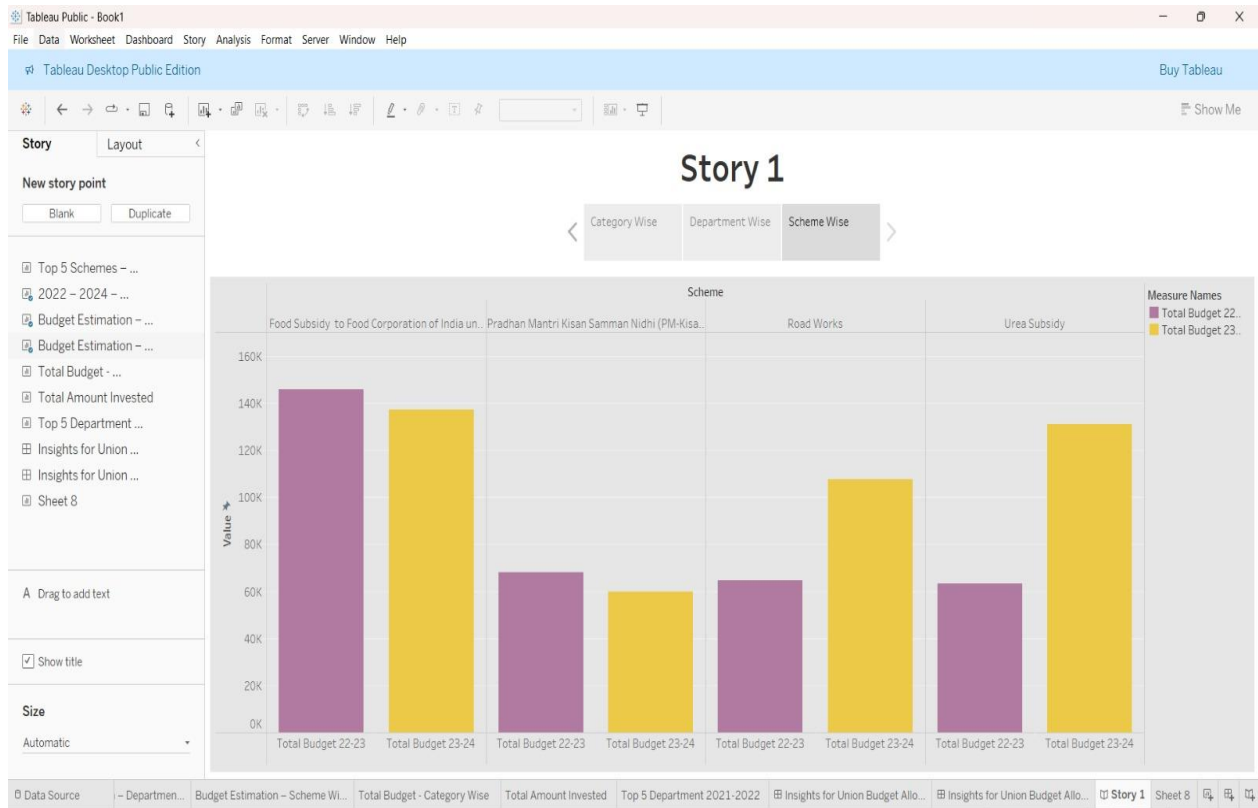 Tableau Public - Book1
File Data Worksheet Dashboard Story Analysis Format Server Window Help
Tableau Desktop Public Edition
Buy Tableau
Show Me
Story Layout
New story point
Blank Duplicate
Top 5 Schemes – ...
2022 – 2024 – ...
Budget Estimation – ...
Budget Estimation – ...
Total Budget - ...
Total Amount Invested
Top 5 Department ...
Insights for Union ...
Insights for Union ...
Sheet 8
A Drag to add text
Show title
Size
Automatic
Story 1
Category Wise Department Wise Scheme Wise
Scheme
Food Subsidy to Food Corporation of India un.. Pradhan Mantri Kisan Samman Nidhi (PM-Kisa.. Road Works Urea Subsidy
Value
160K
140K
120K
100K
80K
60K
40K
20K
0K
Total Budget 22-23 Total Budget 23-24 Total Budget 22-23 Total Budget 23-24 Total Budget 22-23 Total Budget 23-24 Total Budget 22-23 Total Budget 23-24
Measure Names
Total Budget 22..
Total Budget 23..
Data Source – Departmen... Budget Estimation – Scheme Wi... Total Budget - Category Wise Total Amount Invested Top 5 Department 2021-2022 Insights for Union Budget Allo... Insights for Union Budget Allo... Story 1 Sheet 8